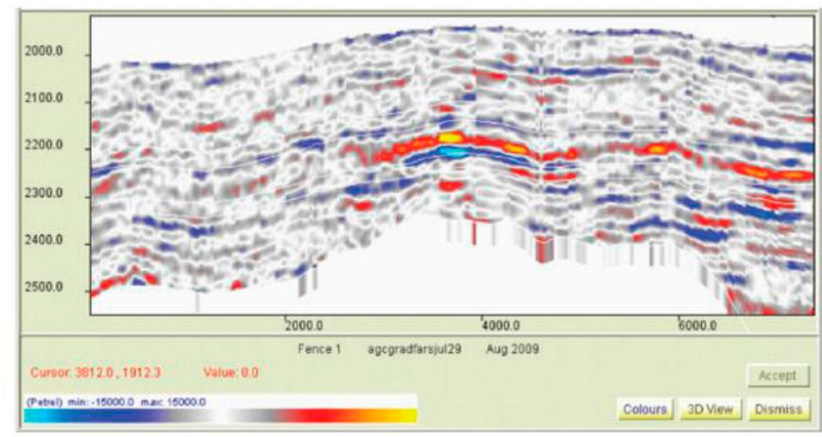 2000.0
2100.0
2200.0
2300.0
2400.0
2500.0
2000.0 4000.0 6000.0
Fence 1 agcgradfarsjul29 Aug 2009
Cursor: 3812.0 , 1912.3 Value: 0.0
Accept
(Petrel) min: -15000.0 max: 15000.0
Colours 3D View Dismiss